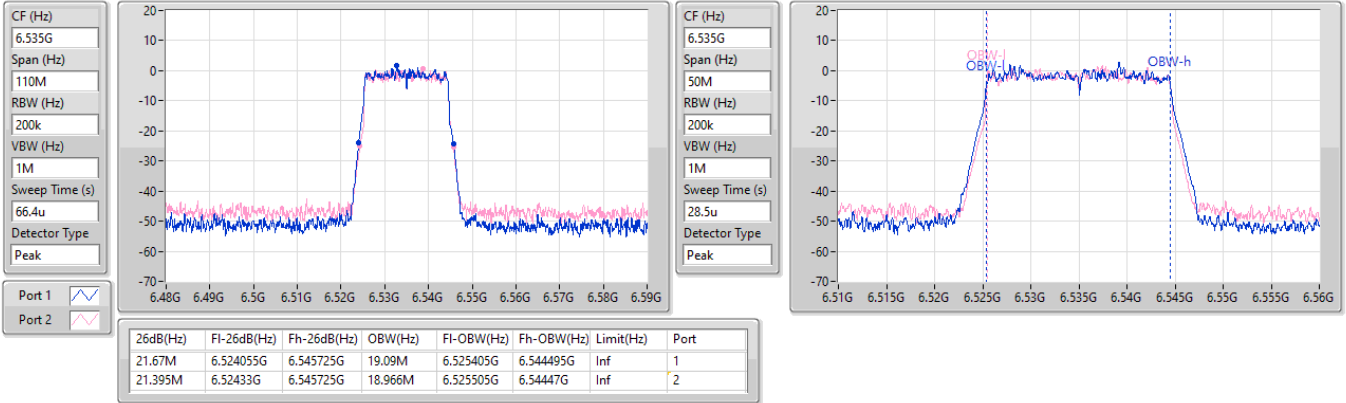 CF (Hz)
6.535G
Span (Hz)
110M
RBW (Hz)
200k
VBW (Hz)
1M
Sweep Time (s)
66.4u
Detector Type
Peak
Port 1
Port 2
20
10
0
-10
-20
-30
-40
-50
-60
-70
6.48G 6.49G 6.5G 6.51G 6.52G 6.53G 6.54G 6.55G 6.56G 6.57G 6.58G 6.59G
CF (Hz)
6.535G
Span (Hz)
50M
RBW (Hz)
200k
VBW (Hz)
1M
Sweep Time (s)
28.5u
Detector Type
Peak
20
10
0
-10
-20
-30
-40
-50
-60
-70
OBW-l
OBW-l
OBW-h
6.51G 6.515G 6.52G 6.525G 6.53G 6.535G 6.54G 6.545G 6.55G 6.555G 6.56G
26dB(Hz) Fl-26dB(Hz) Fh-26dB(Hz) OBW(Hz) Fl-OBW(Hz) Fh-OBW(Hz) Limit(Hz) Port
21.67M 6.524055G 6.545725G 19.09M 6.525405G 6.544495G Inf 1
21.395M 6.52433G 6.545725G 18.966M 6.525505G 6.54447G Inf 2